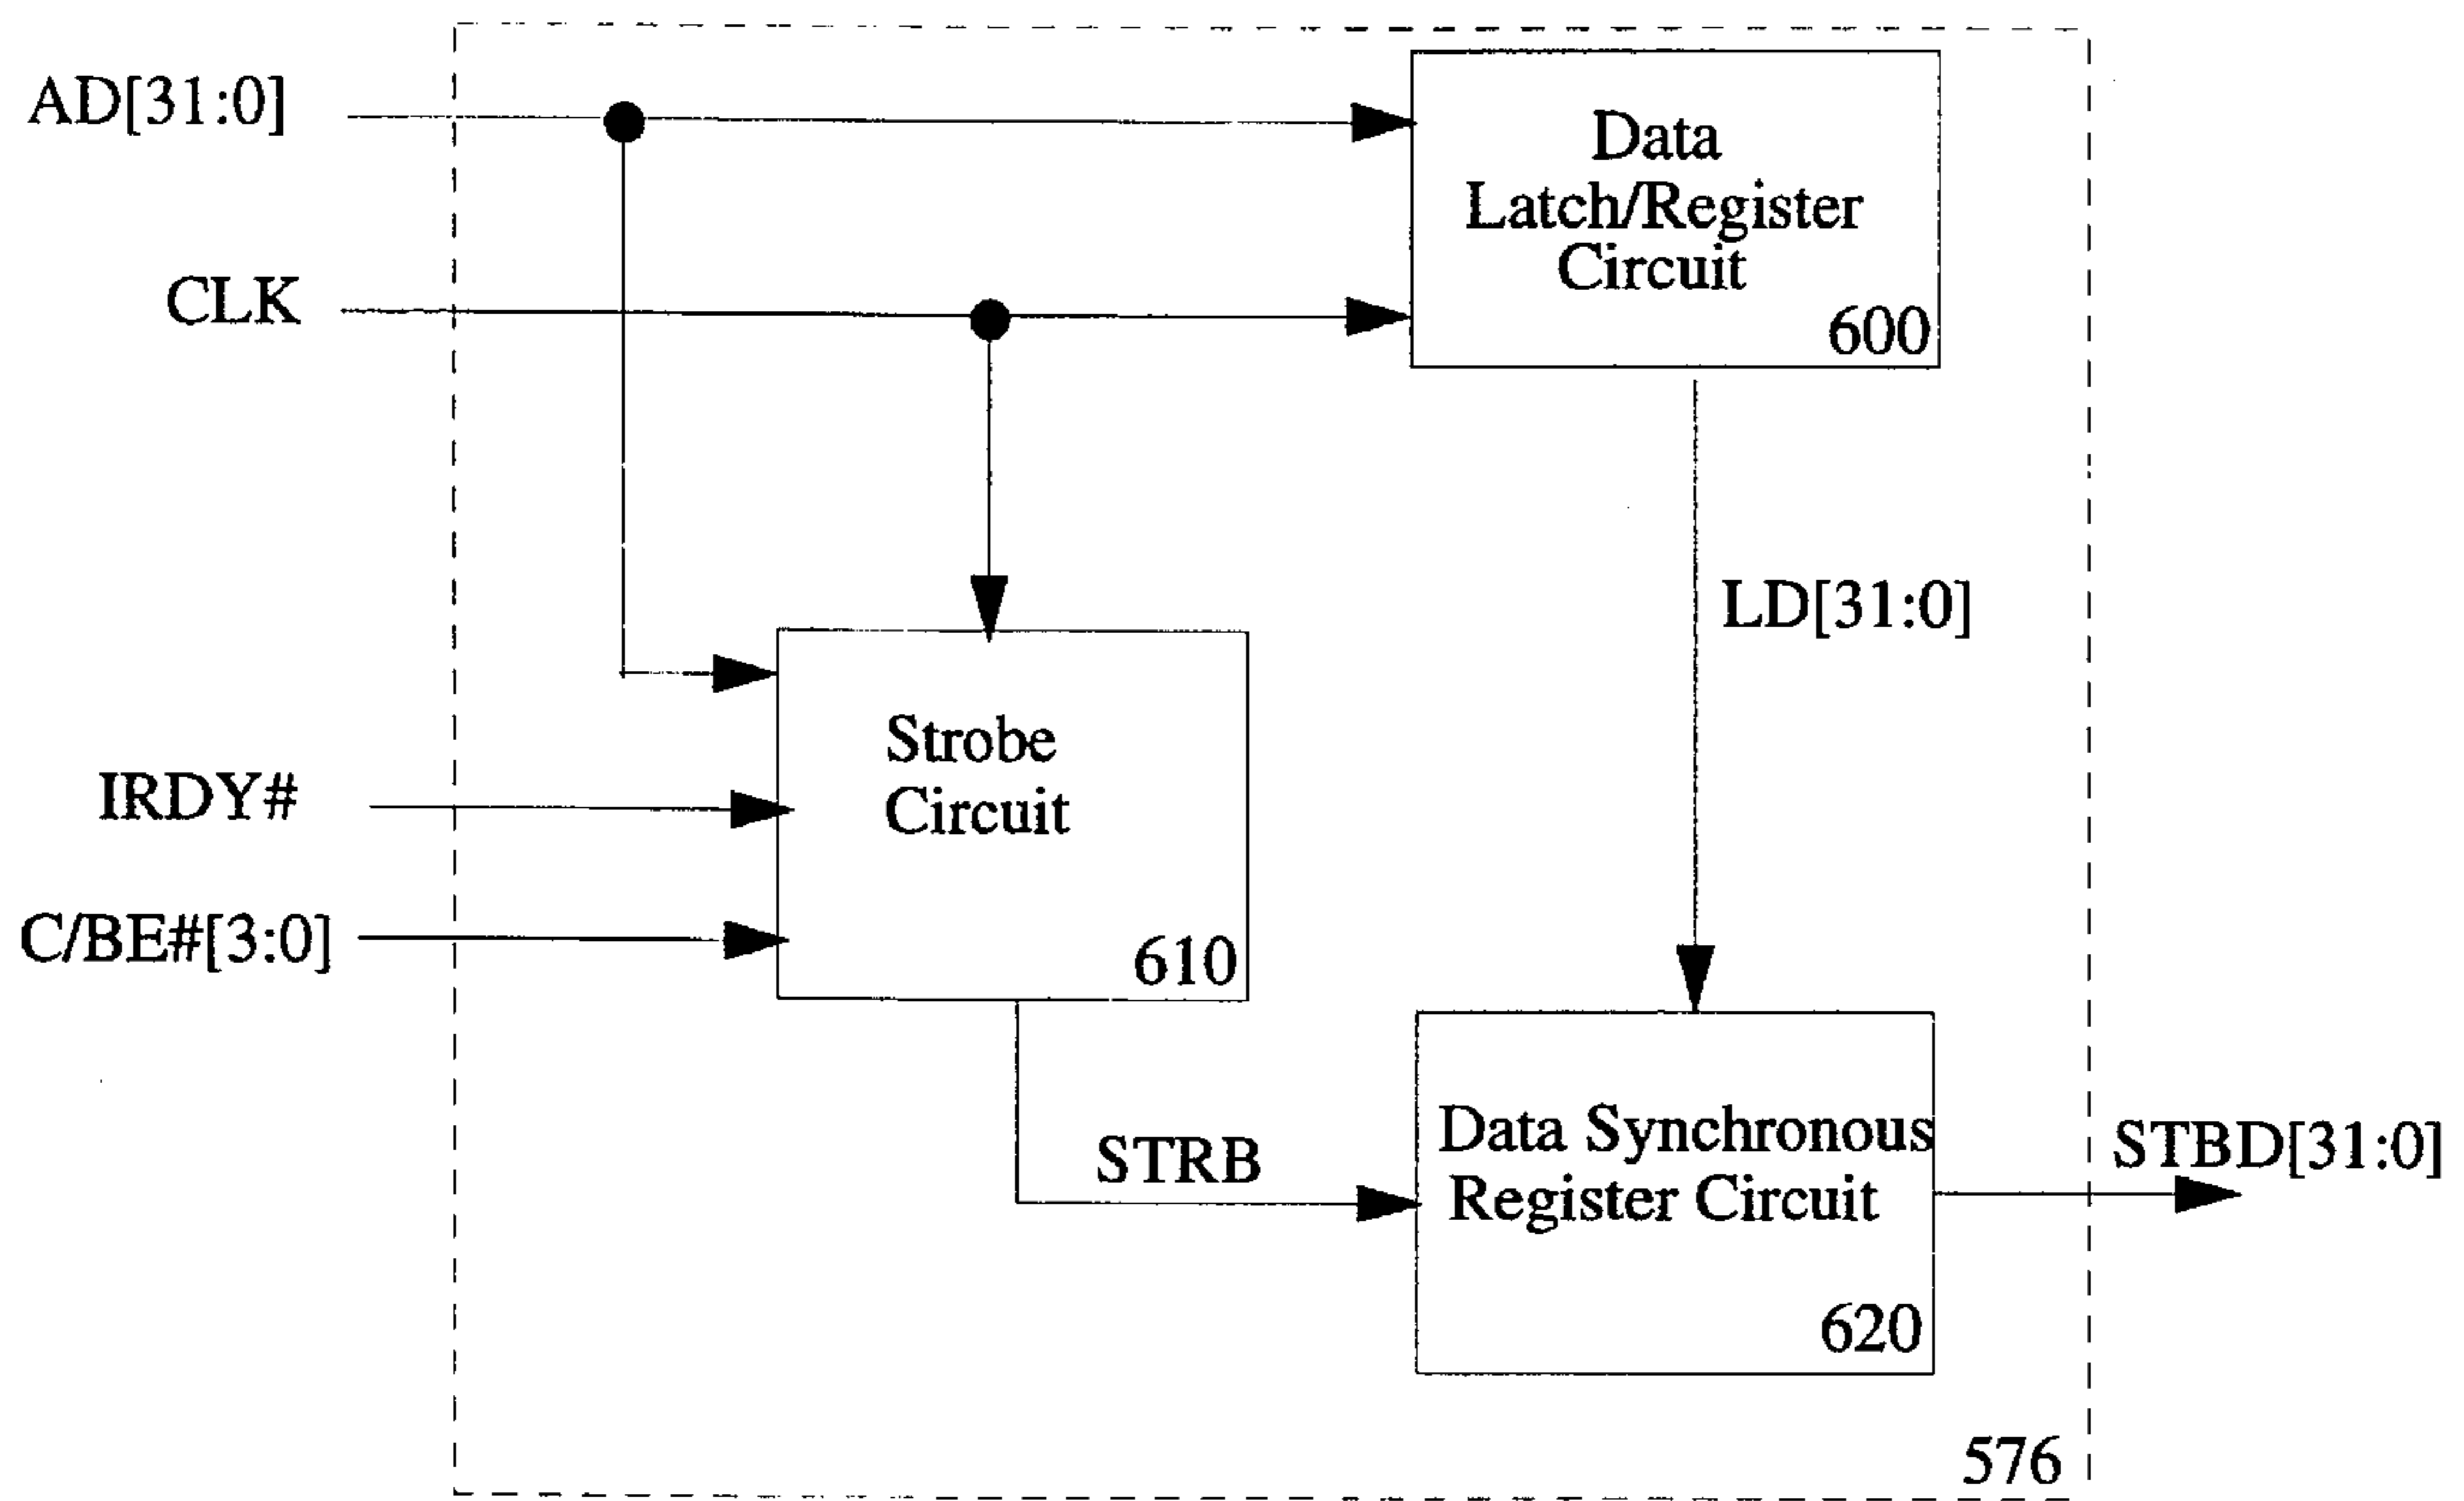 AD[31:0]
Data
Latch/Register
Circuit
600
CLK
LD[31:0]
Strobe
Circuit
610
IRDY#
C/BE#[3:0]
STRB
Data Synchronous
Register Circuit
620
STBD[31:0]
576